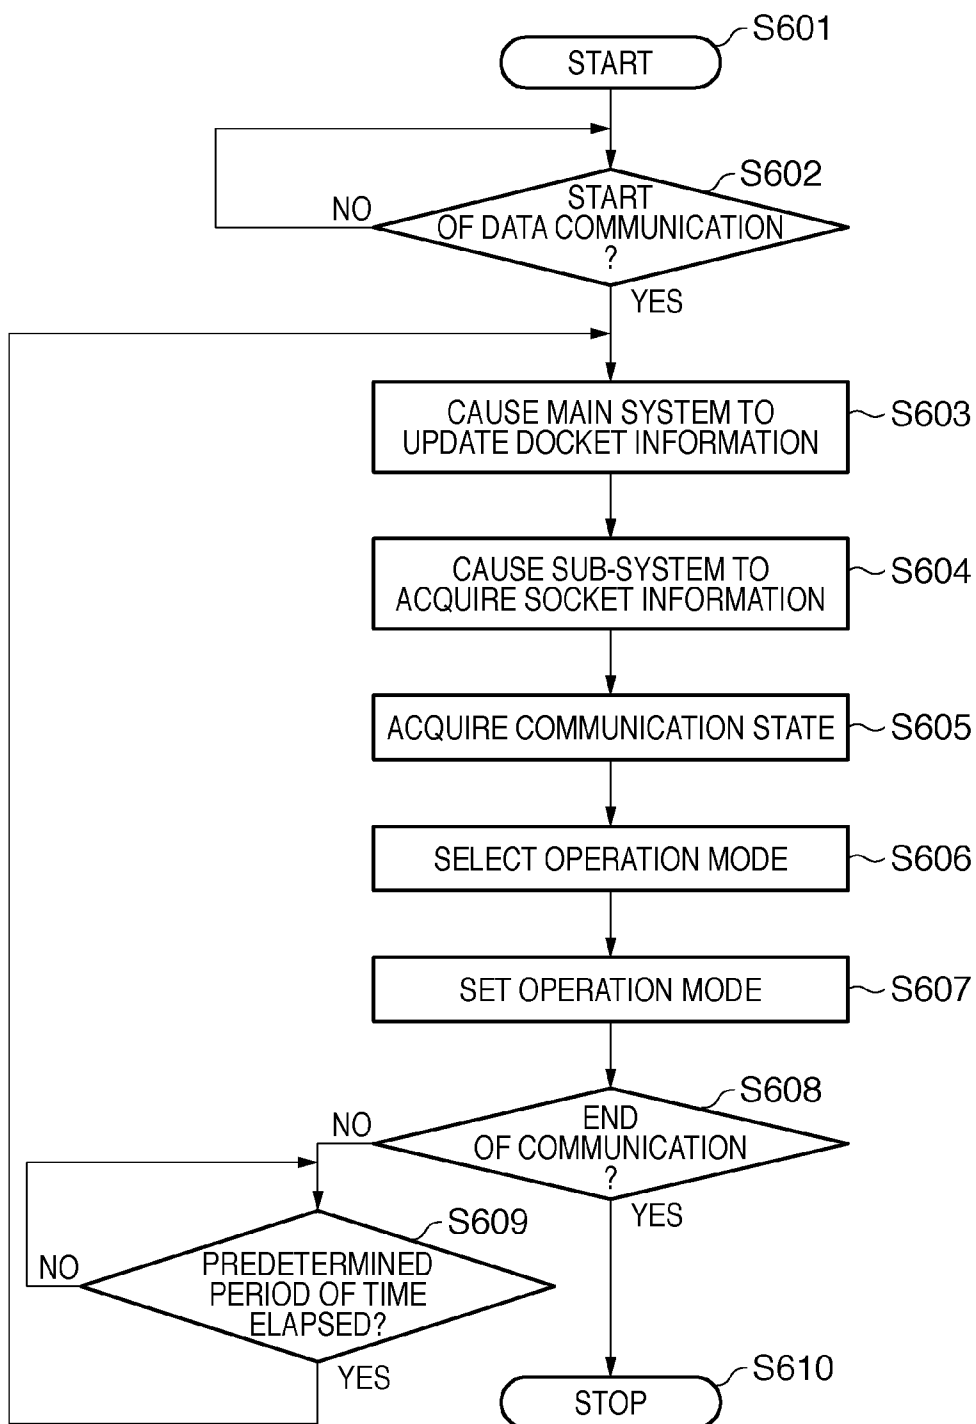 S601
START
S602
START
OF DATA COMMUNICATION
?
NO
YES
CAUSE MAIN SYSTEM TO
UPDATE DOCKET INFORMATION
S603
CAUSE SUB-SYSTEM TO
ACQUIRE SOCKET INFORMATION
S604
ACQUIRE COMMUNICATION STATE
S605
SELECT OPERATION MODE
S606
SET OPERATION MODE
S607
S608
END
OF COMMUNICATION
?
NO
YES
S609
PREDETERMINED
PERIOD OF TIME
ELAPSED?
NO
YES
S610
STOP